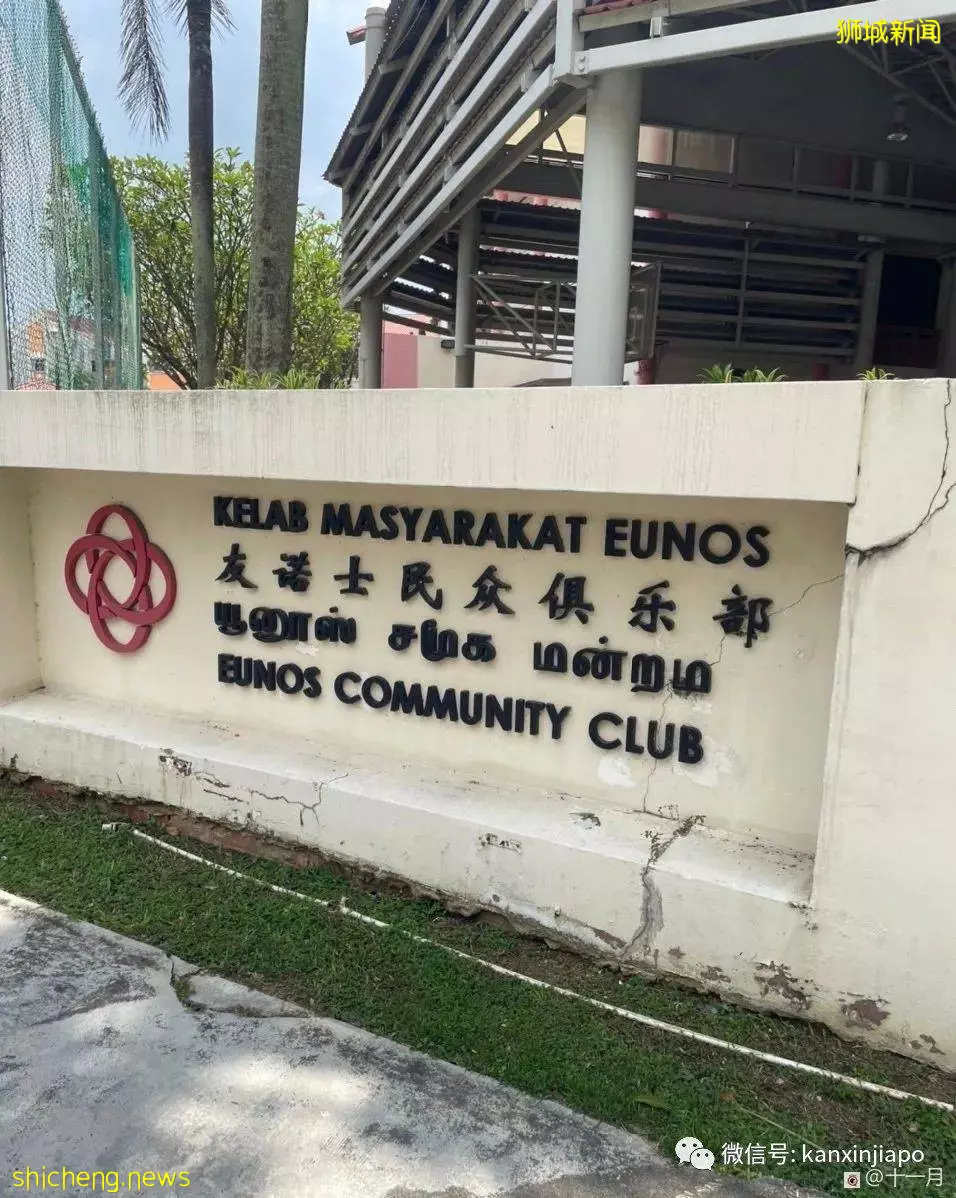 狮城新闻
KELAB MASYARAKAT EUNOS
友诺士民众俱乐部
யூனூஸ் சமூக மன்றம
EUNOS COMMUNITY CLUB
微信号: kanxinjiapo
shicheng.news
@十一月